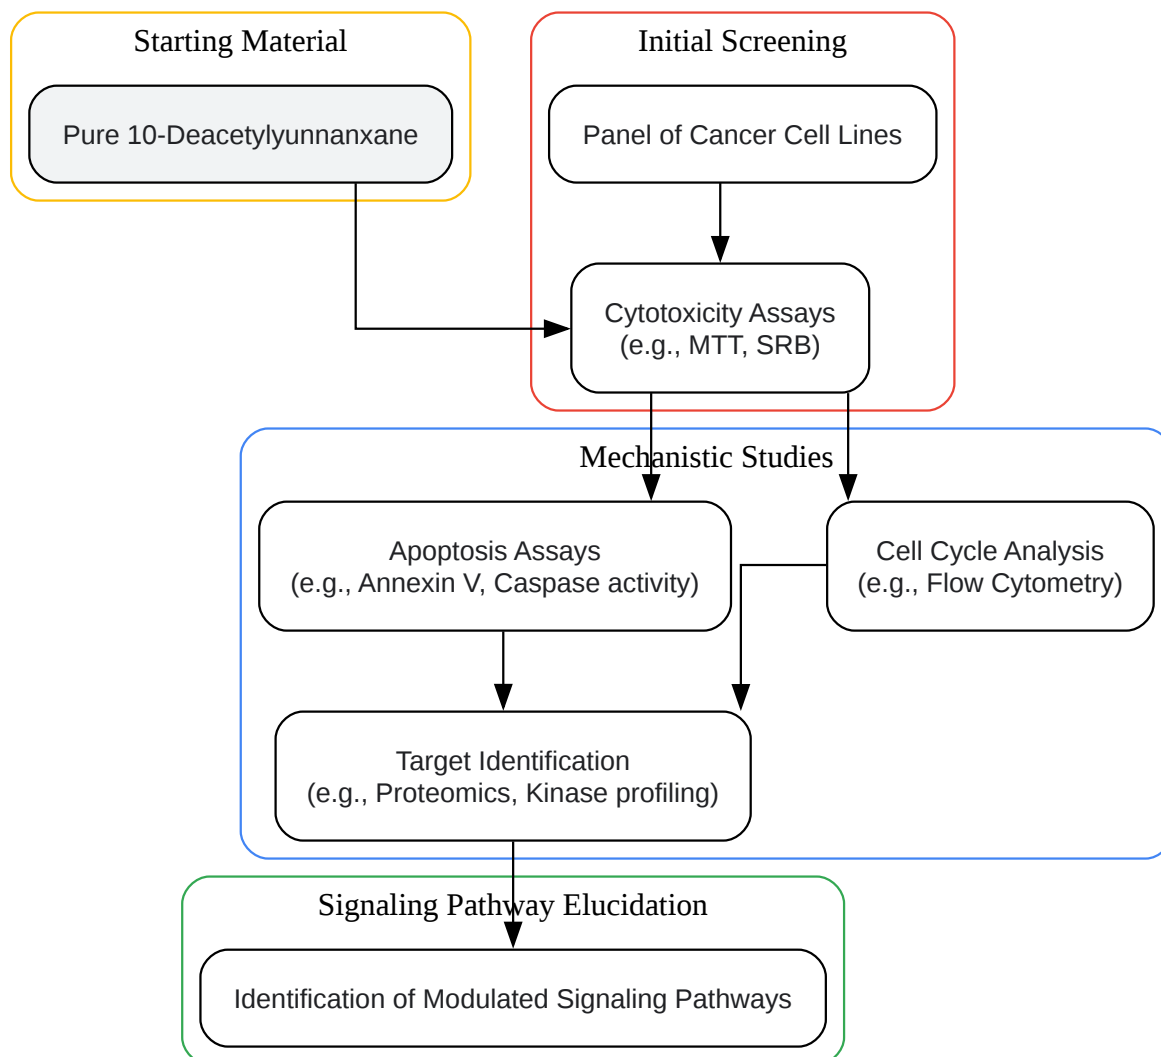 Starting Material
Pure 10-Deacetylyunnanxane
Initial Screening
Panel of Cancer Cell Lines
Cytotoxicity Assays
(e.g., MTT, SRB)
Mechanistic Studies
Apoptosis Assays
(e.g., Annexin V, Caspase activity)
Cell Cycle Analysis
(e.g., Flow Cytometry)
Target Identification
(e.g., Proteomics, Kinase profiling)
Signaling Pathway Elucidation
Identification of Modulated Signaling Pathways